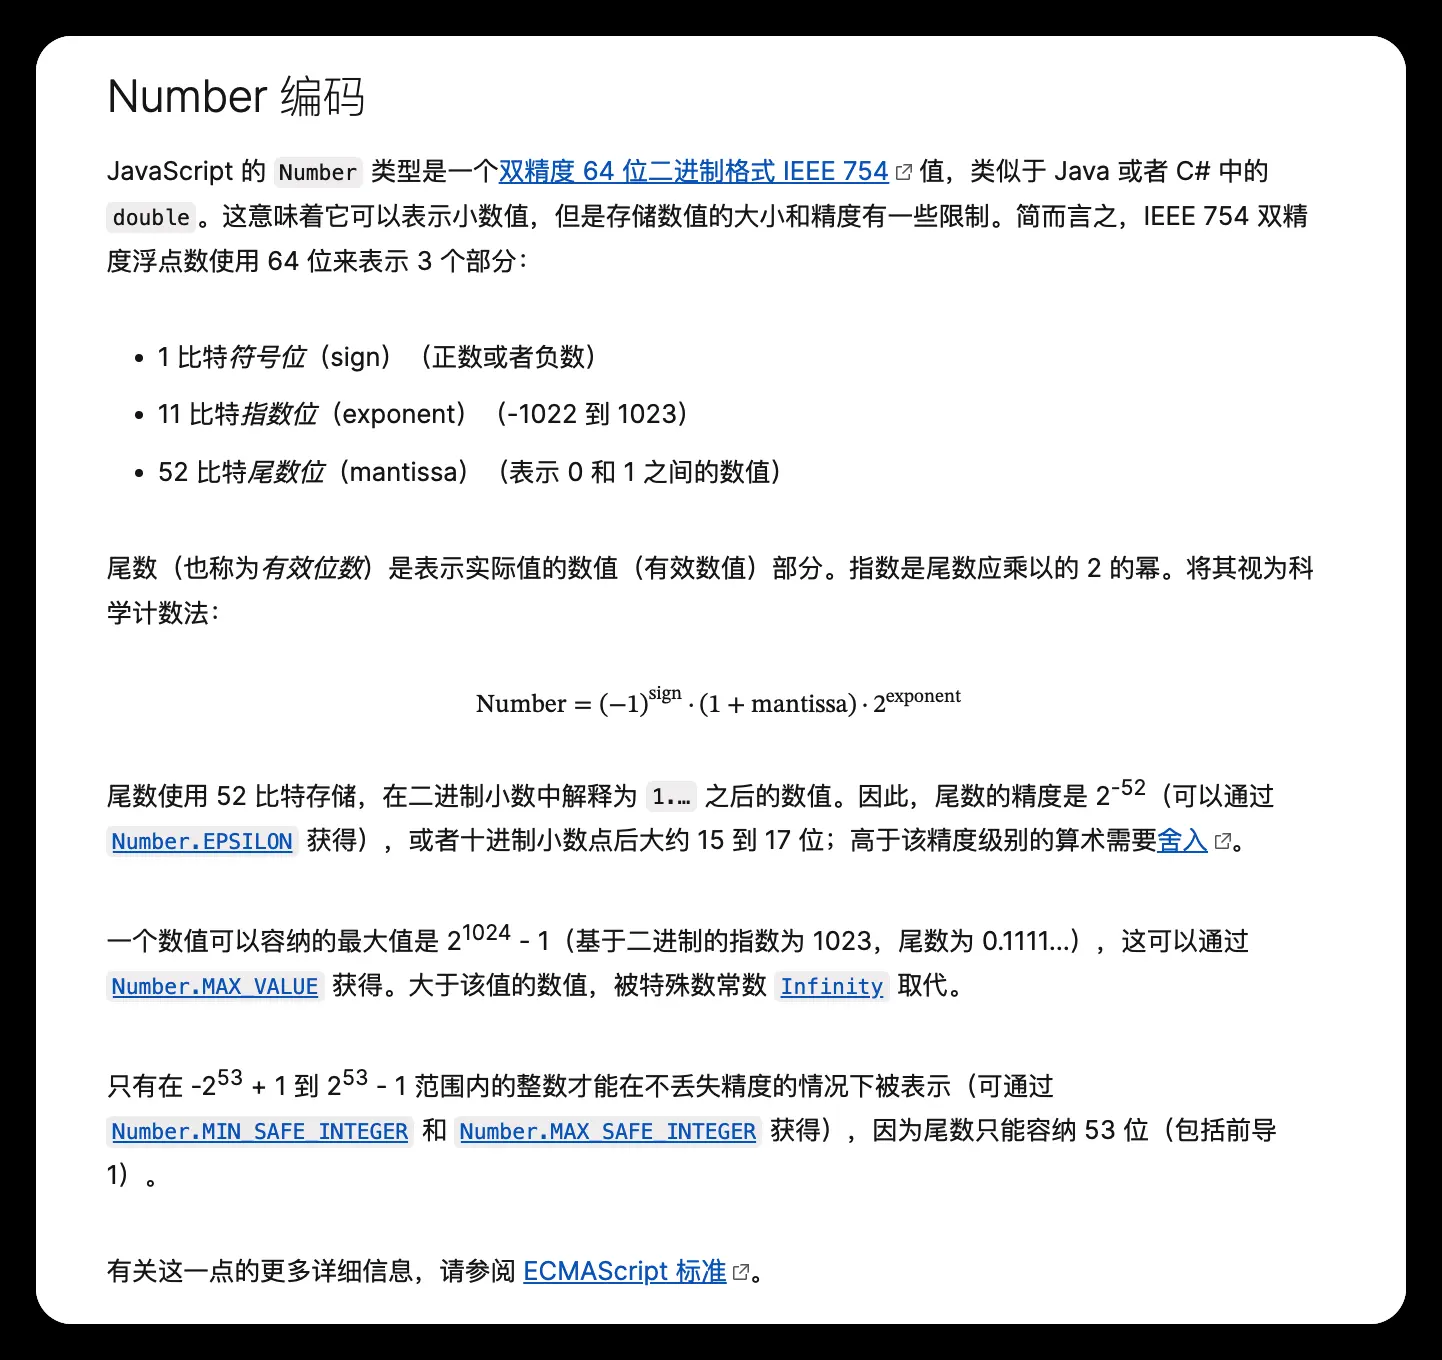 Number 编码
JavaScript 的 Number 类型是一个双精度 64 位二进制格式 IEEE 754 值，类似于 Java 或者 C# 中的
double。这意味着它可以表示小数值，但是存储数值的大小和精度有一些限制。简而言之，IEEE 754 双精
度浮点数使用 64 位来表示 3 个部分：
• 1 比特符号位（sign）（正数或者负数）
• 11 比特指数位（exponent）（-1022 到 1023）
• 52 比特尾数位（mantissa）（表示 0 和 1 之间的数值）
尾数（也称为有效位数）是表示实际值的数值（有效数值）部分。指数是尾数应乘以的 2 的幂。将其视为科
学计数法：
Number = (−1)^sign · (1 + mantissa) · 2^exponent
尾数使用 52 比特存储，在二进制小数中解释为 1.… 之后的数值。因此，尾数的精度是 2^-52（可以通过
Number.EPSILON 获得），或者十进制小数点后大约 15 到 17 位；高于该精度级别的算术需要舍入。
一个数值可以容纳的最大值是 2^1024 - 1（基于二进制的指数为 1023，尾数为 0.1111…），这可以通过
Number.MAX_VALUE 获得。大于该值的数值，被特殊数常数 Infinity 取代。
只有在 -2^53 + 1 到 2^53 - 1 范围内的整数才能在不丢失精度的情况下被表示（可通过
Number.MIN_SAFE_INTEGER 和 Number.MAX_SAFE_INTEGER 获得），因为尾数只能容纳 53 位（包括前导
1）。
有关这一点的更多详细信息，请参阅 ECMAScript 标准。